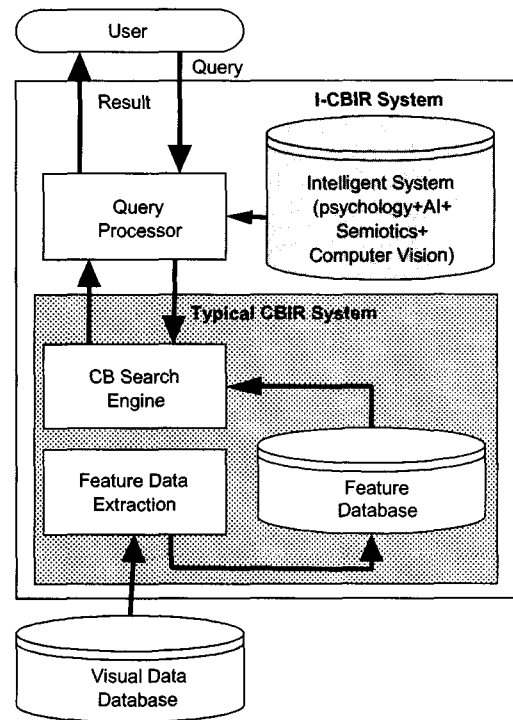 User
Query
Result
I-CBIR System
Intelligent System
(psychology+AI+
Semiotics+
Computer Vision)
Query
Processor
Typical CBIR System
CB Search
Engine
Feature Data
Extraction
Feature
Database
Visual Data
Database